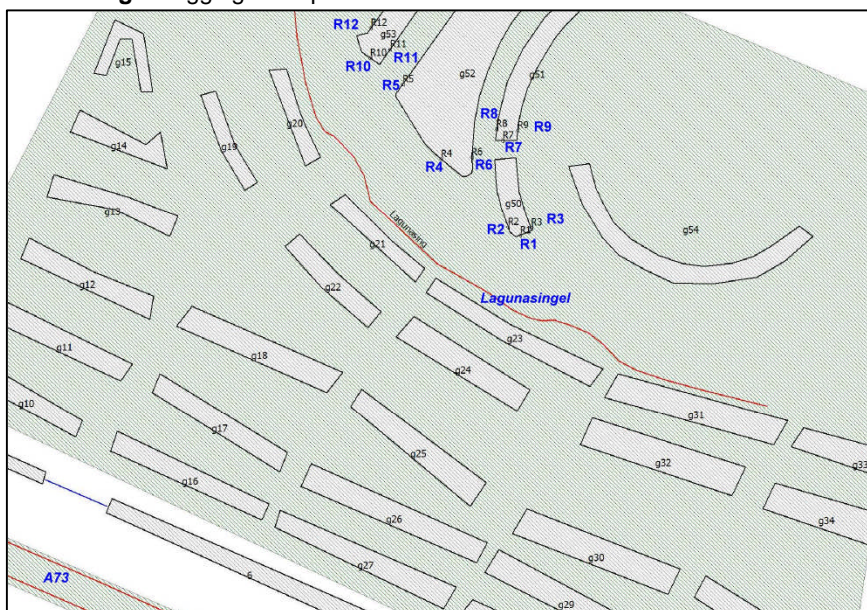 R12
R12
g53
R11
R11
R10
R10
g15
R5
R5
g52
g51
R8
R8
R9
R9
R7
R7
g20
g14
g19
R4
R4
R6
R6
g13
g50
R2
R2
R3
R3
R1
R1
g54
Lagunasing
g21
g12
g22
Lagunasingel
g11
g18
g23
g24
g10
g31
g17
g25
g32
g33
g16
g26
g34
g27
g30
6
A73
g29